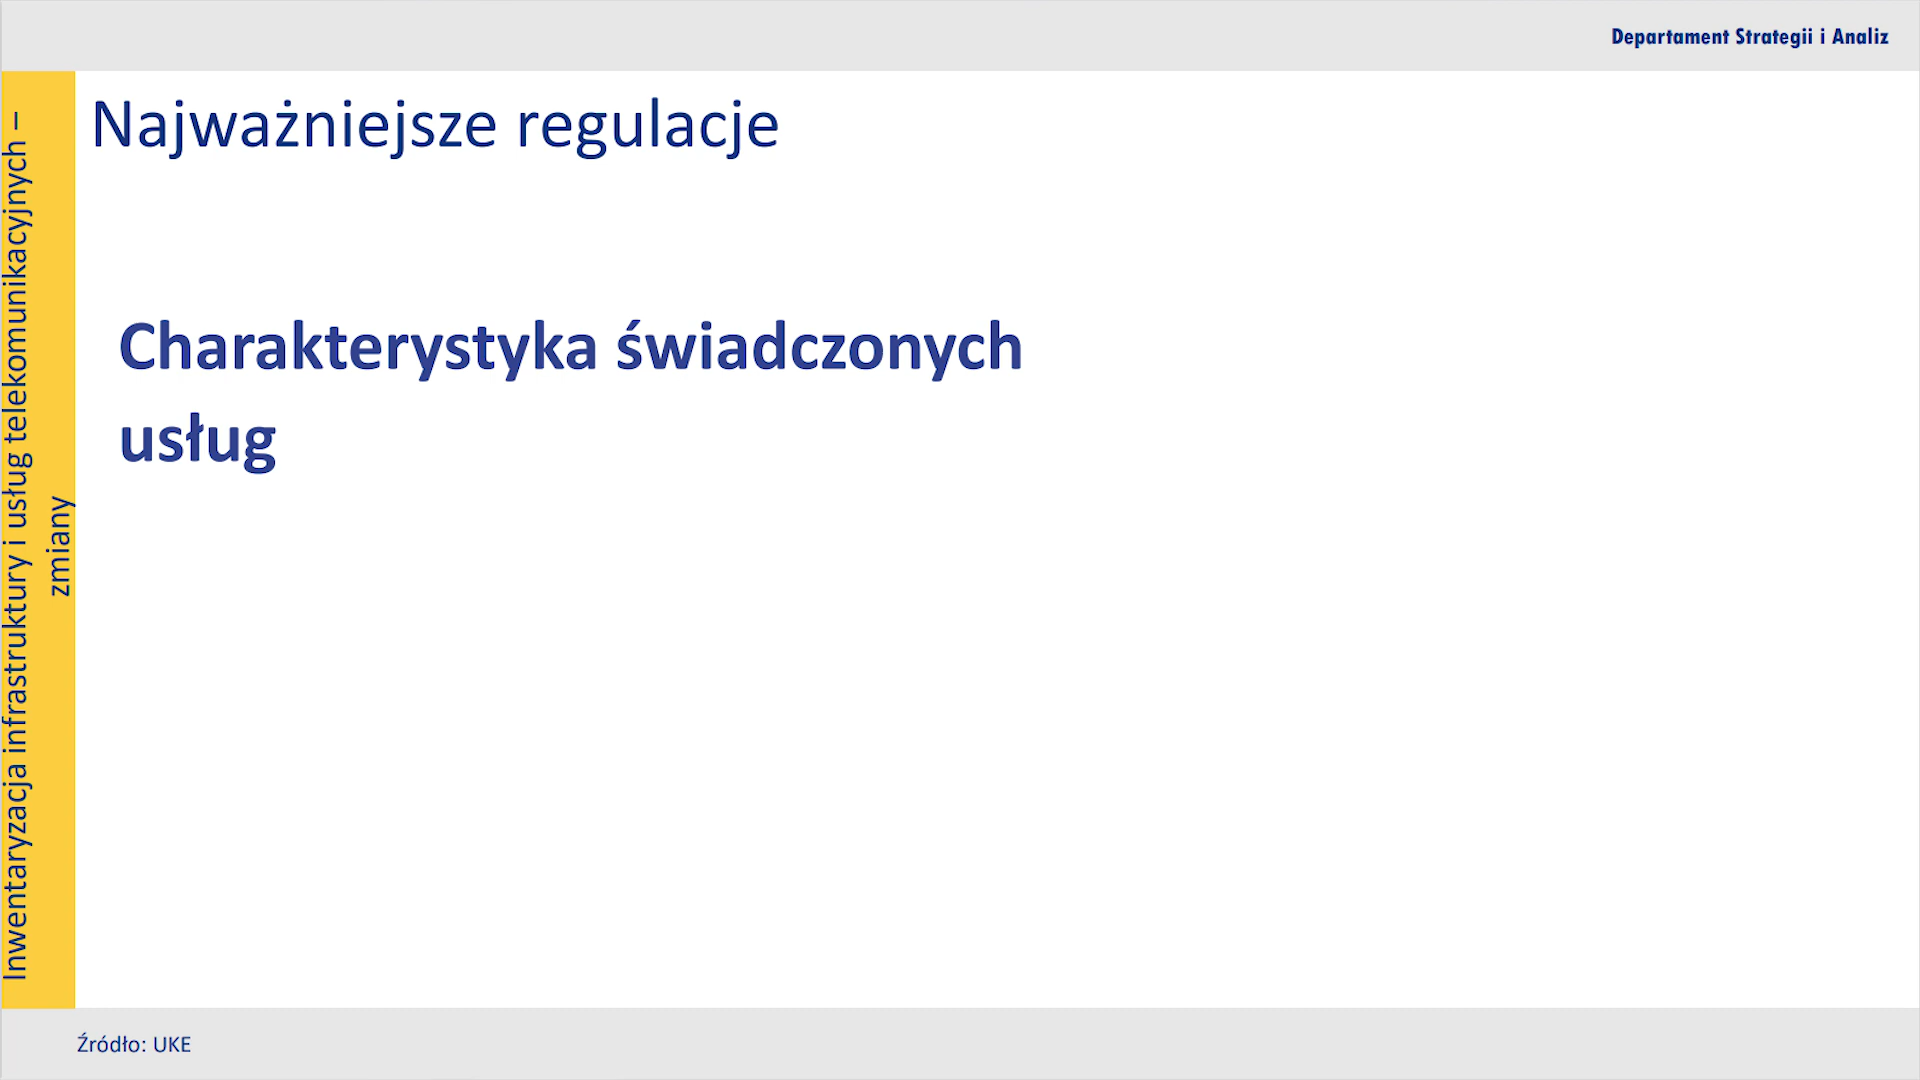 Departament Strategii i Analiz
Najważniejsze regulacje
Inwentaryzacja infrastruktury i usług telekomunikacyjnych –
zmiany
Charakterystyka świadczonych
usług
Źródło: UKE